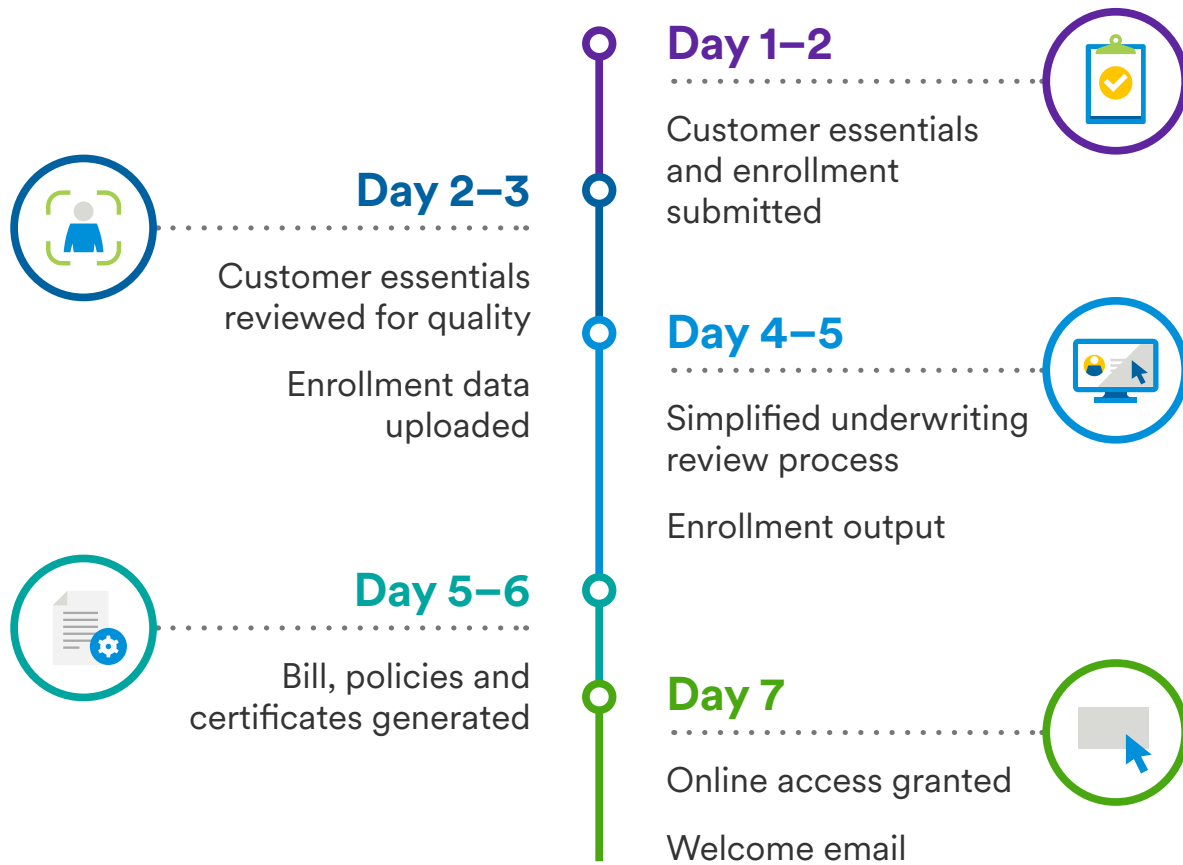 Day 1–2
Customer essentials
and enrollment
submitted
Day 2–3
Customer essentials
reviewed for quality
Enrollment data
uploaded
Day 4–5
Simplified underwriting
review process
Enrollment output
Day 5–6
Bill, policies and
certificates generated
Day 7
Online access granted
Welcome email